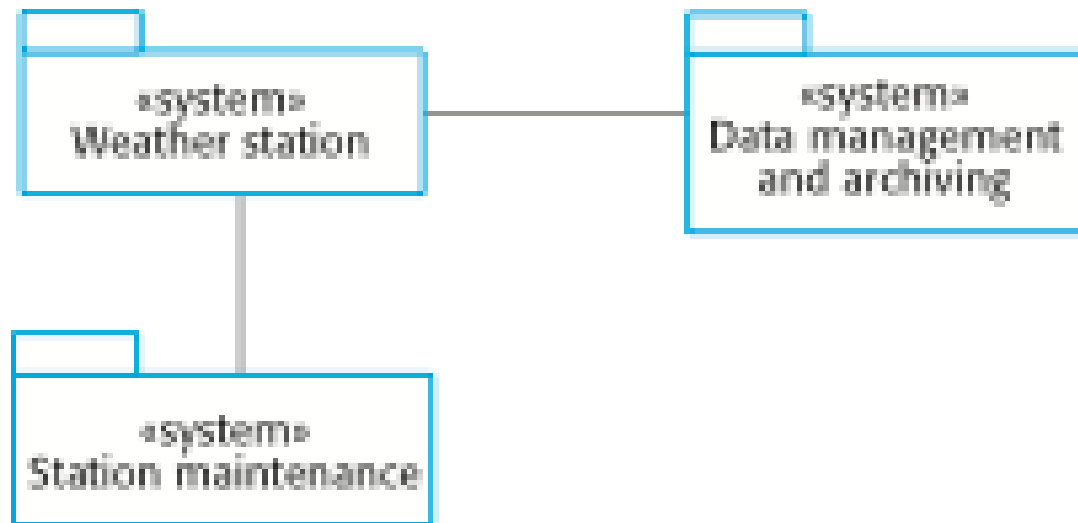 «system»
Weather station
«system»
Data management
and archiving
«system»
Station maintenance